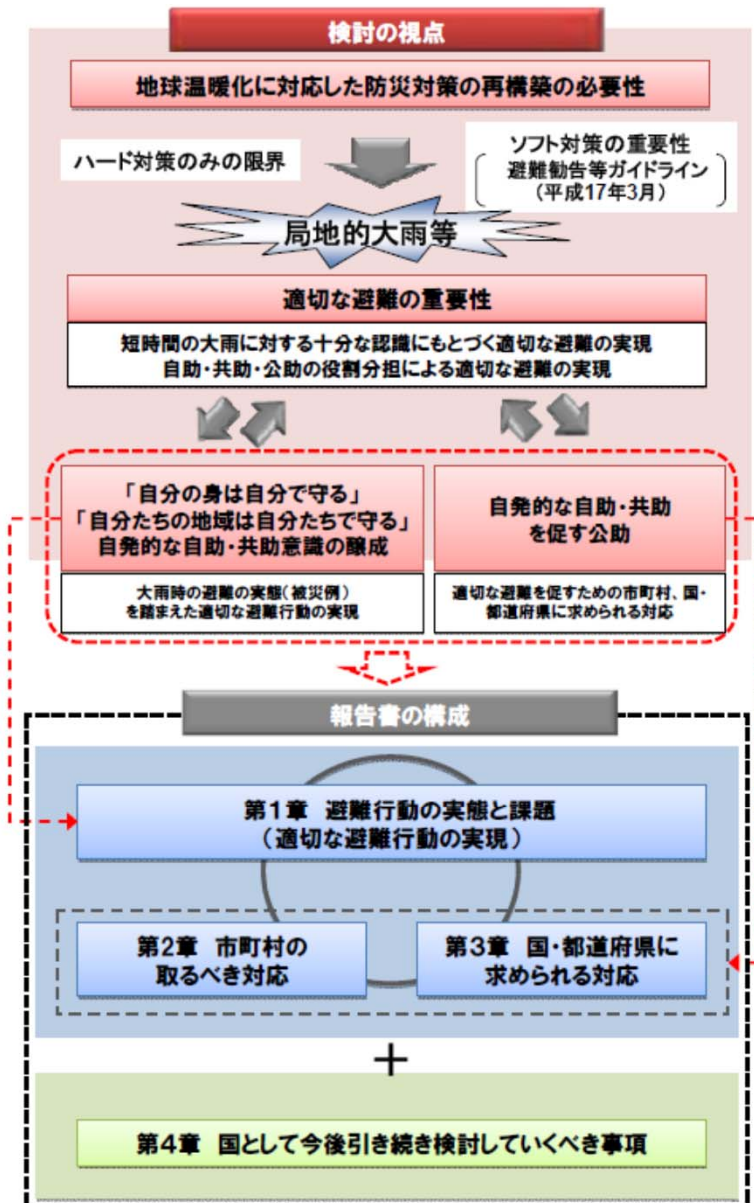 検討の視点
地球温暖化に対応した防災対策の再構築の必要性
ハード対策のみの限界
ソフト対策の重要性
避難勧告等ガイドライン
(平成17年3月)
局地的大雨等
適切な避難の重要性
短時間の大雨に対する十分な認識にもとづく適切な避難の実現
自助・共助・公助の役割分担による適切な避難の実現
「自分の身は自分で守る」
「自分たちの地域は自分たちで守る」
自発的な自助・共助意識の醸成
大雨時の避難の実態(被災例)
を踏まえた適切な避難行動の実現
自発的な自助・共助
を促す公助
適切な避難を促すための市町村、国・
都道府県に求められる対応
報告書の構成
第1章 避難行動の実態と課題
(適切な避難行動の実現)
第2章 市町村の
取るべき対応
第3章 国・都道府県に
求められる対応
+
第4章 国として今後引き続き検討していくべき事項